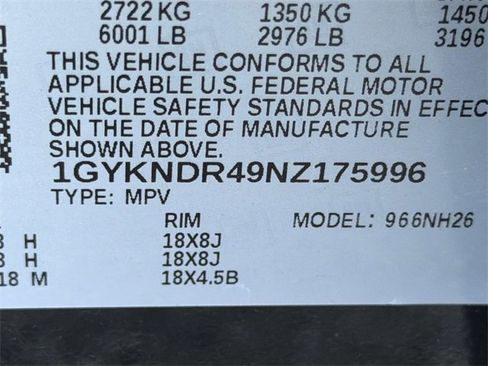 2722 KG 1350 KG 1450
6001 LB 2976 LB 3196
THIS VEHICLE CONFORMS TO ALL
APPLICABLE U.S. FEDERAL MOTOR
VEHICLE SAFETY STANDARDS IN EFFEC
ON THE DATE OF MANUFACTURE
SHOWN ABOVE.
1GYKNDR49NZ175996
TYPE: MPV
RIM MODEL: 966NH26
H 18X8J
H 18X8J
18 M 18X4.5B